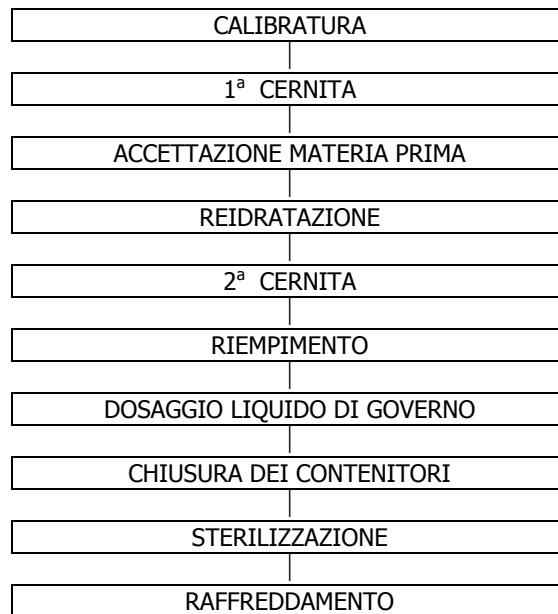 CALIBRATURA
1ª CERNITA
ACCETTAZIONE MATERIA PRIMA
REIDRATAZIONE
2ª CERNITA
RIEMPIMENTO
DOSAGGIO LIQUIDO DI GOVERNO
CHIUSURA DEI CONTENITORI
STERILIZZAZIONE
RAFFREDDAMENTO